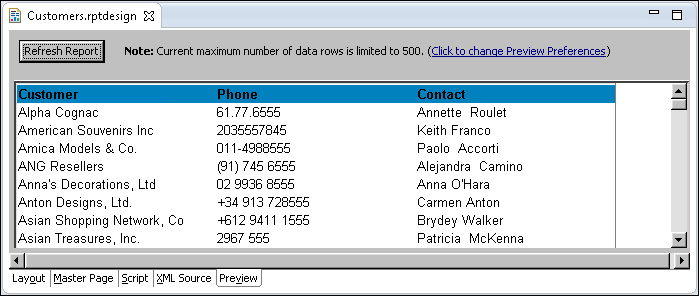 Customers.rptdesign
Refresh Report Note: Current maximum number of data rows is limited to 500. (Click to change Preview Preferences)
Customer Phone Contact
Alpha Cognac 61.77.6555 Annette Roulet
American Souvenirs Inc 2035557845 Keith Franco
Amica Models & Co. 011-4988555 Paolo Accorti
ANG Resellers (91) 745 6555 Alejandra Camino
Anna's Decorations, Ltd 02 9936 8555 Anna O'Hara
Anton Designs, Ltd. +34 913 728555 Carmen Anton
Asian Shopping Network, Co +612 9411 1555 Brydey Walker
Asian Treasures, Inc. 2967 555 Patricia McKenna
Layout Master Page Script XML Source Preview